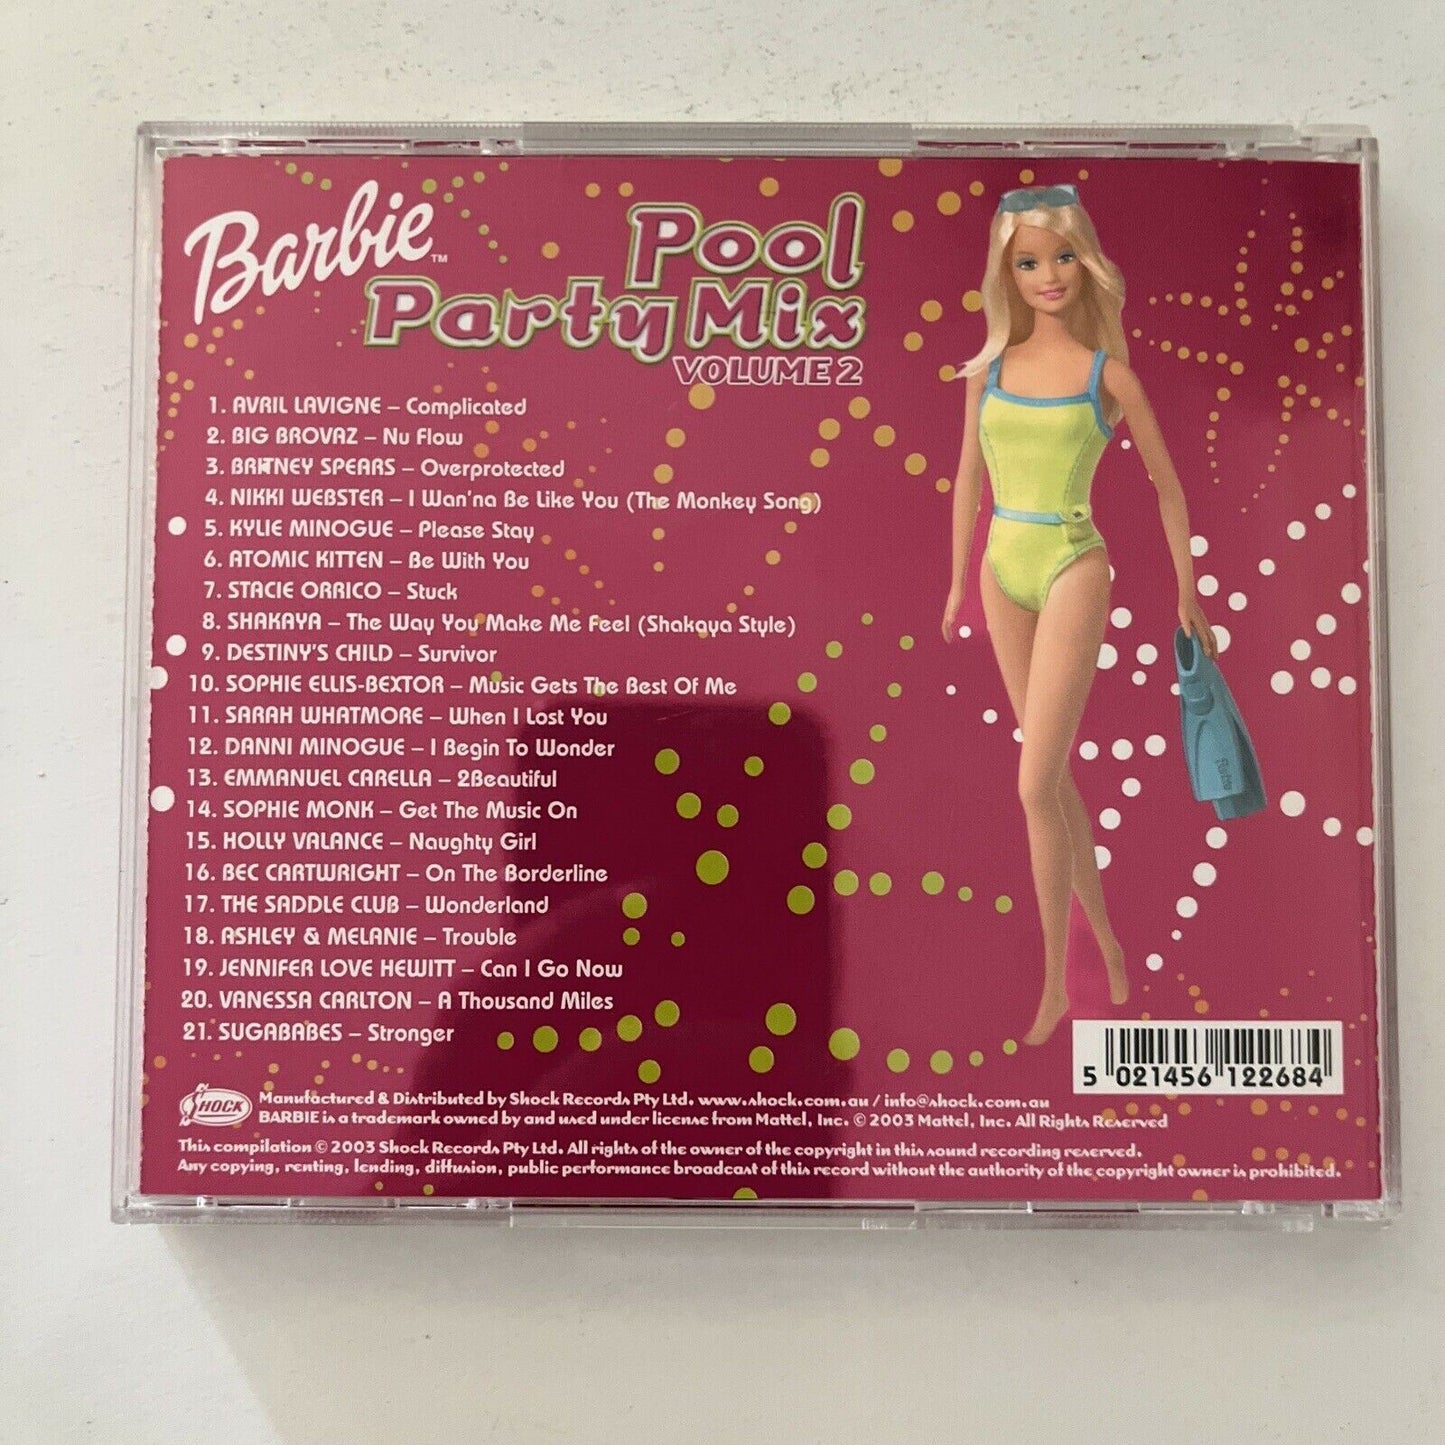 Barbie™
Pool
Party Mix
VOLUME 2
1. AVRIL LAVIGNE – Complicated
2. BIG BROVAZ – Nu Flow
3. BRITNEY SPEARS – Overprotected
4. NIKKI WEBSTER – I Wan'na Be Like You (The Monkey Song)
5. KYLIE MINOGUE – Please Stay
6. ATOMIC KITTEN – Be With You
7. STACIE ORRICO – Stuck
8. SHAKAYA – The Way You Make Me Feel (Shakaya Style)
9. DESTINY'S CHILD – Survivor
10. SOPHIE ELLIS-BEXTOR – Music Gets The Best Of Me
11. SARAH WHATMORE – When I Lost You
12. DANNI MINOGUE – I Begin To Wonder
13. EMMANUEL CARELLA – 2Beautiful
14. SOPHIE MONK – Get The Music On
15. HOLLY VALANCE – Naughty Girl
16. BEC CARTWRIGHT – On The Borderline
17. THE SADDLE CLUB – Wonderland
18. ASHLEY & MELANIE – Trouble
19. JENNIFER LOVE HEWITT – Can I Go Now
20. VANESSA CARLTON – A Thousand Miles
21. SUGABABES – Stronger
5 021456 122684
SHOCK
Manufactured & Distributed by Shock Records Pty Ltd. www.shock.com.au / info@shock.com.au
BARBIE is a trademark owned by and used under license from Mattel, Inc. © 2003 Mattel, Inc. All Rights Reserved
This compilation © 2003 Shock Records Pty Ltd. All rights of the owner of the copyright in this sound recording reserved.
Any copying, renting, lending, diffusion, public performance broadcast of this record without the authority of the copyright owner is prohibited.